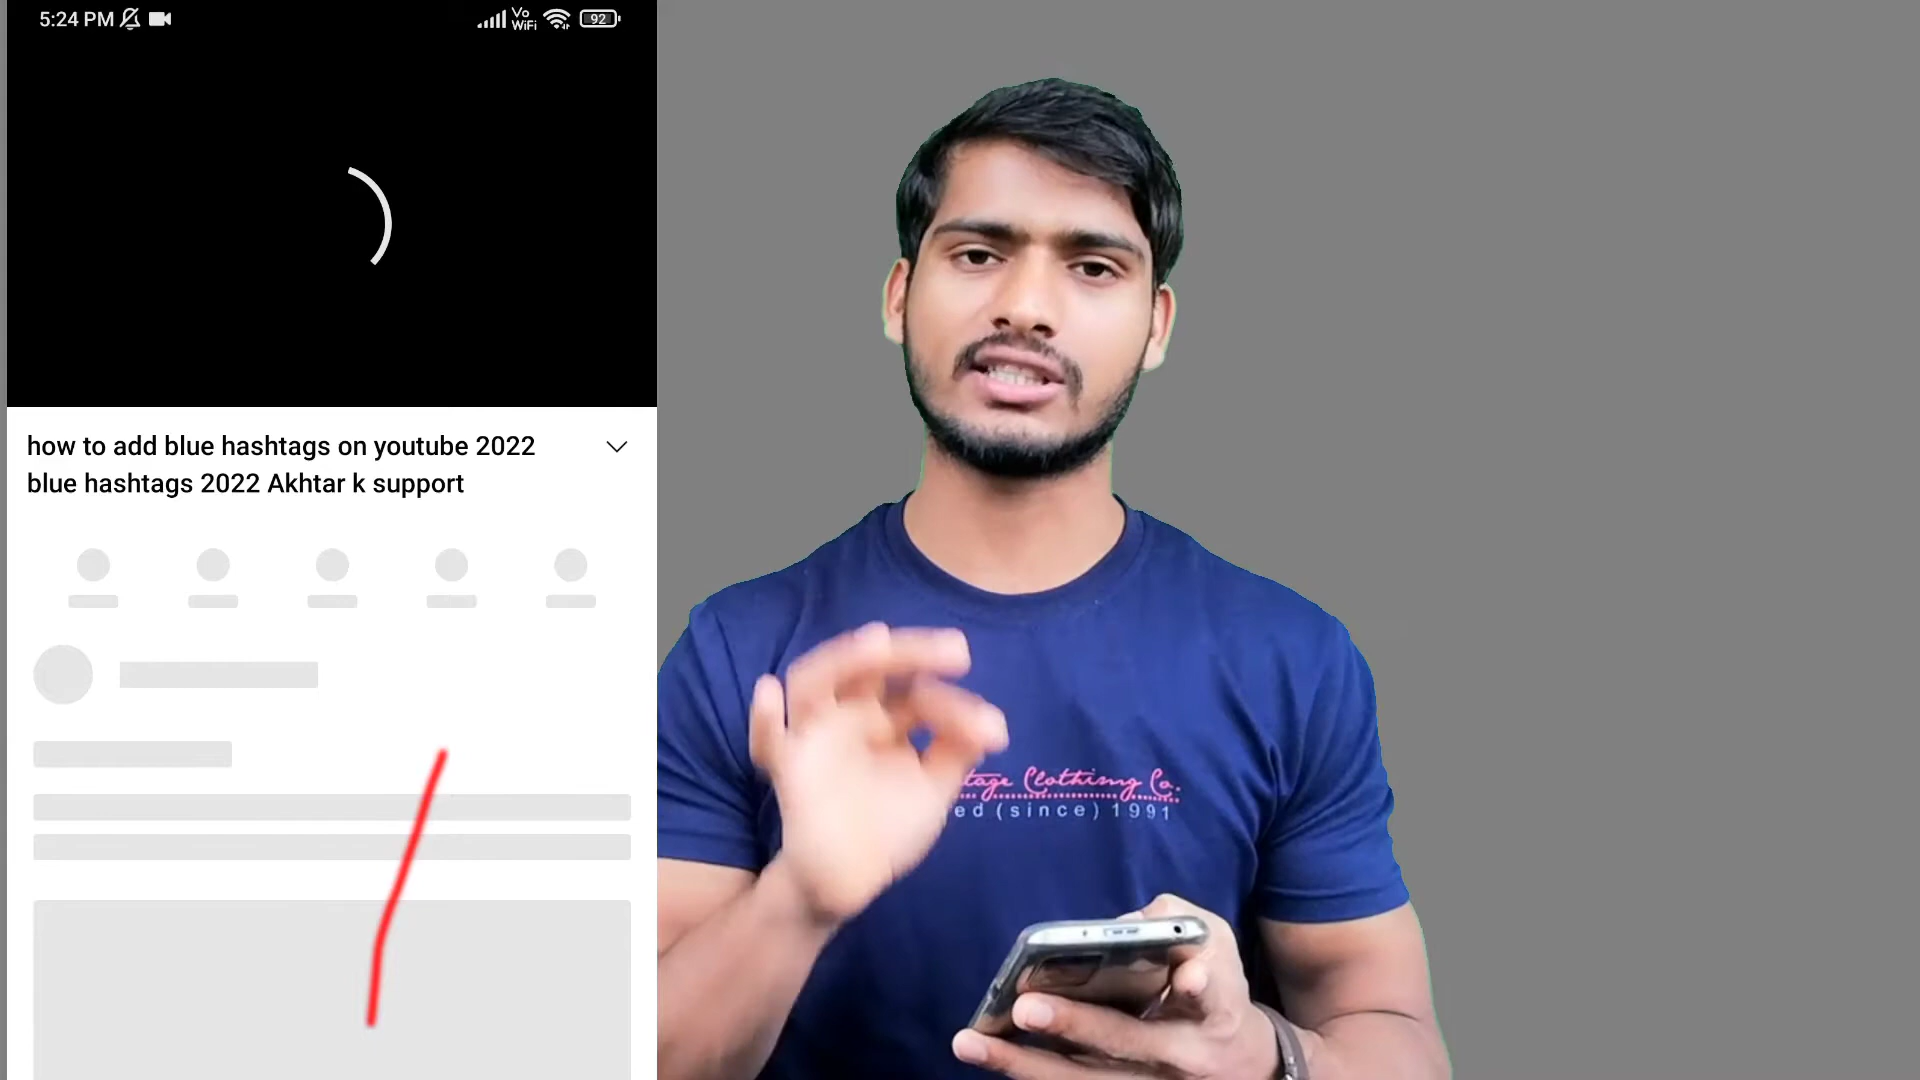 5:24 PM
Vo
WiFi
92
how to add blue hashtags on youtube 2022
blue hashtags 2022 Akhtar k support
Clothing Co.
(since) 1991